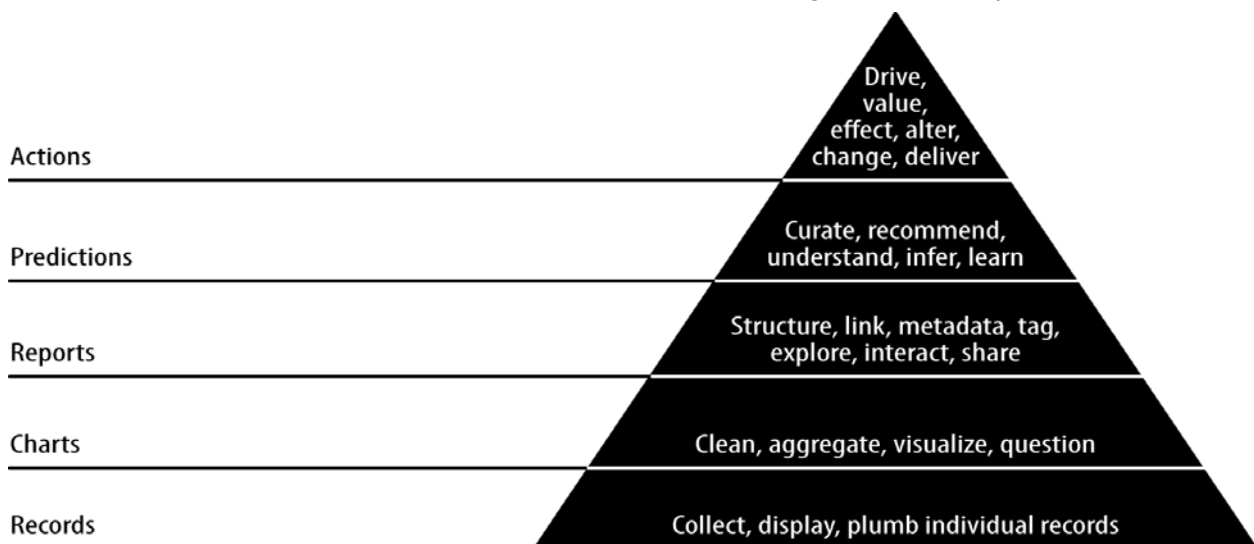 Drive,
value,
effect, alter,
change, deliver
Actions
Curate, recommend,
understand, infer, learn
Predictions
Structure, link, metadata, tag,
explore, interact, share
Reports
Clean, aggregate, visualize, question
Charts
Collect, display, plumb individual records
Records